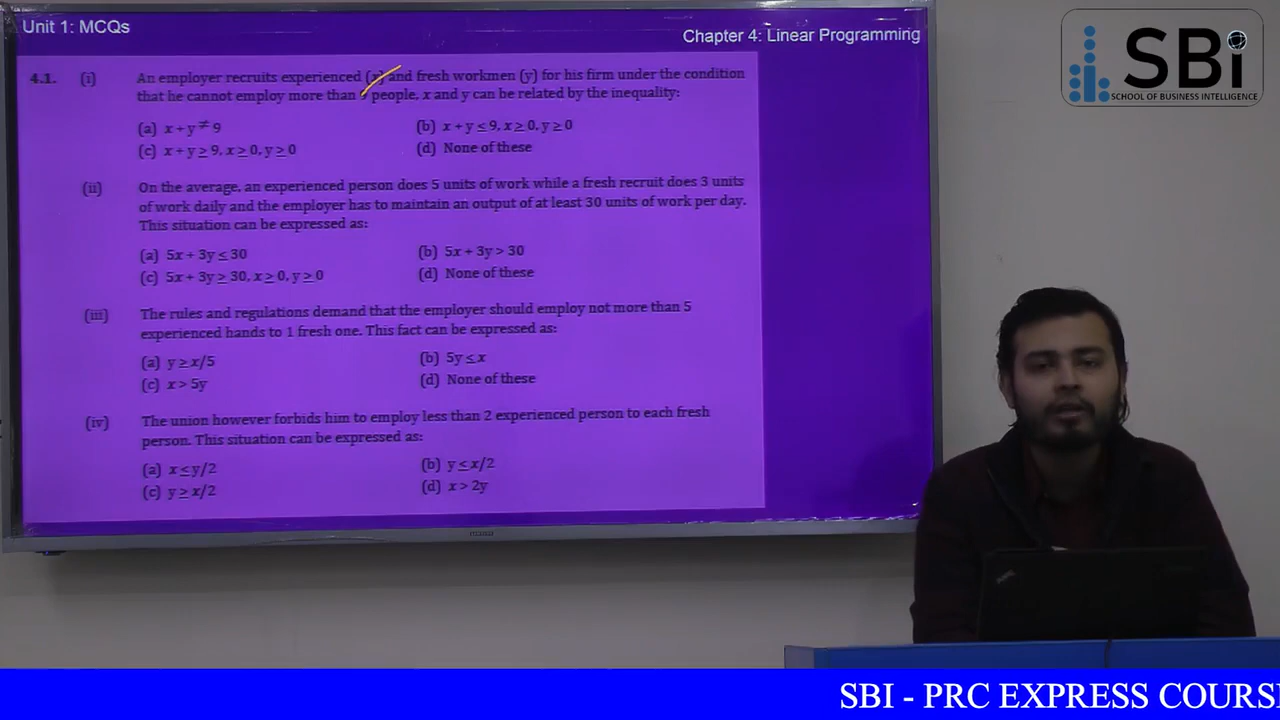 Unit 1: MCQs
Chapter 4: Linear Programming
SBi
SCHOOL OF BUSINESS INTELLIGENCE
4.1. (i) An employer recruits experienced (x) and fresh workmen (y) for his firm under the condition
that he cannot employ more than people, x and y can be related by the inequality:
(a) x + y ≠ 9 (b) x + y ≤ 9, x ≥ 0, y ≥ 0
(c) x + y ≥ 9, x ≥ 0, y ≥ 0 (d) None of these
(ii) On the average, an experienced person does 5 units of work while a fresh recruit does 3 units
of work daily and the employer has to maintain an output of at least 30 units of work per day.
This situation can be expressed as:
(a) 5x + 3y ≤ 30 (b) 5x + 3y > 30
(c) 5x + 3y ≥ 30, x ≥ 0, y ≥ 0 (d) None of these
(iii) The rules and regulations demand that the employer should employ not more than 5
experienced hands to 1 fresh one. This fact can be expressed as:
(a) y ≥ x/5 (b) 5y ≤ x
(c) x > 5y (d) None of these
(iv) The union however forbids him to employ less than 2 experienced person to each fresh
person. This situation can be expressed as:
(a) x ≤ y/2 (b) y ≤ x/2
(c) y ≥ x/2 (d) x > 2y
SBI - PRC EXPRESS COURS